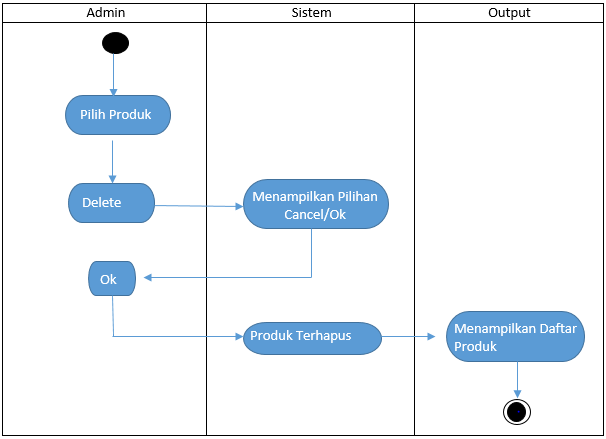 Admin
Sistem
Output
Pilih Produk
Delete
Menampilkan Pilihan
Cancel/Ok
Ok
Produk Terhapus
Menampilkan Daftar
Produk